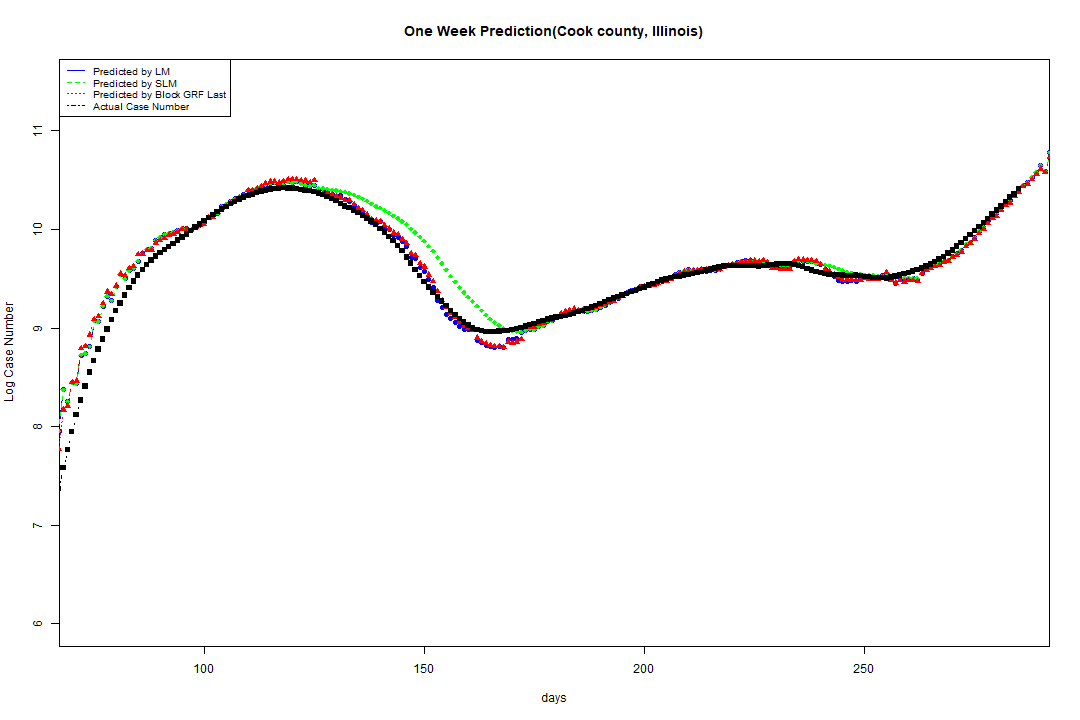 One Week Prediction(Cook county, Illinois)
Predicted by LM
Predicted by SLM
Predicted by Block GRF Last
Actual Case Number
11
10
9
8
7
6
Log Case Number
100 150 200 250
days